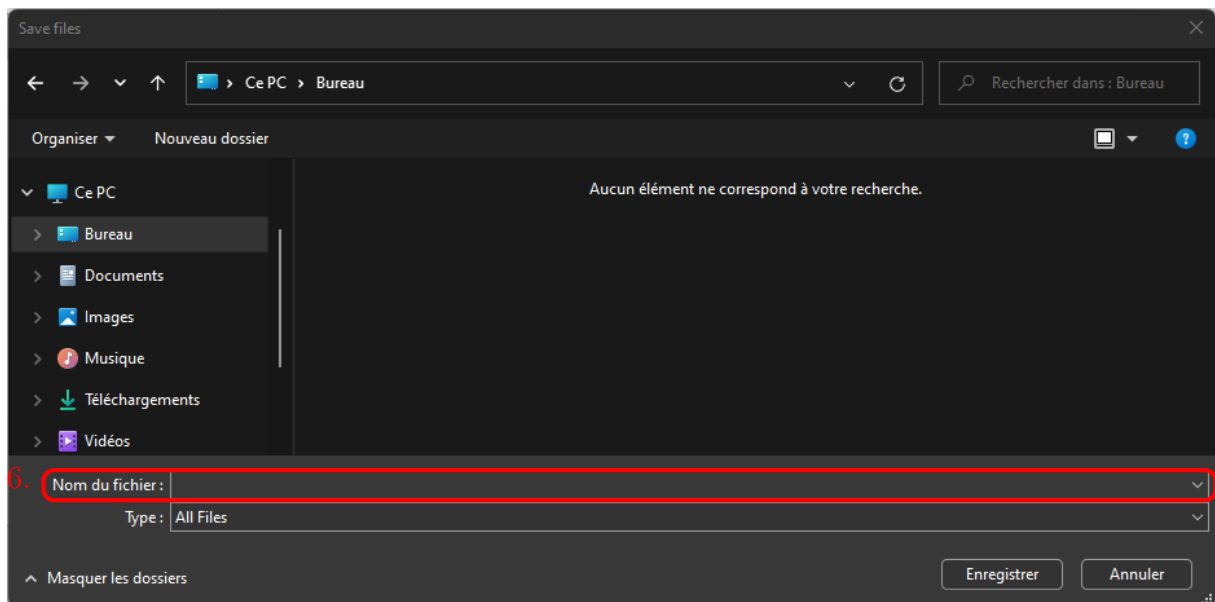 Save files
Ce PC > Bureau
Rechercher dans : Bureau
Organiser
Nouveau dossier
Ce PC
Aucun élément ne correspond à votre recherche.
Bureau
Documents
Images
Musique
Téléchargements
Vidéos
6.
Nom du fichier :
Type : All Files
Masquer les dossiers
Enregistrer
Annuler